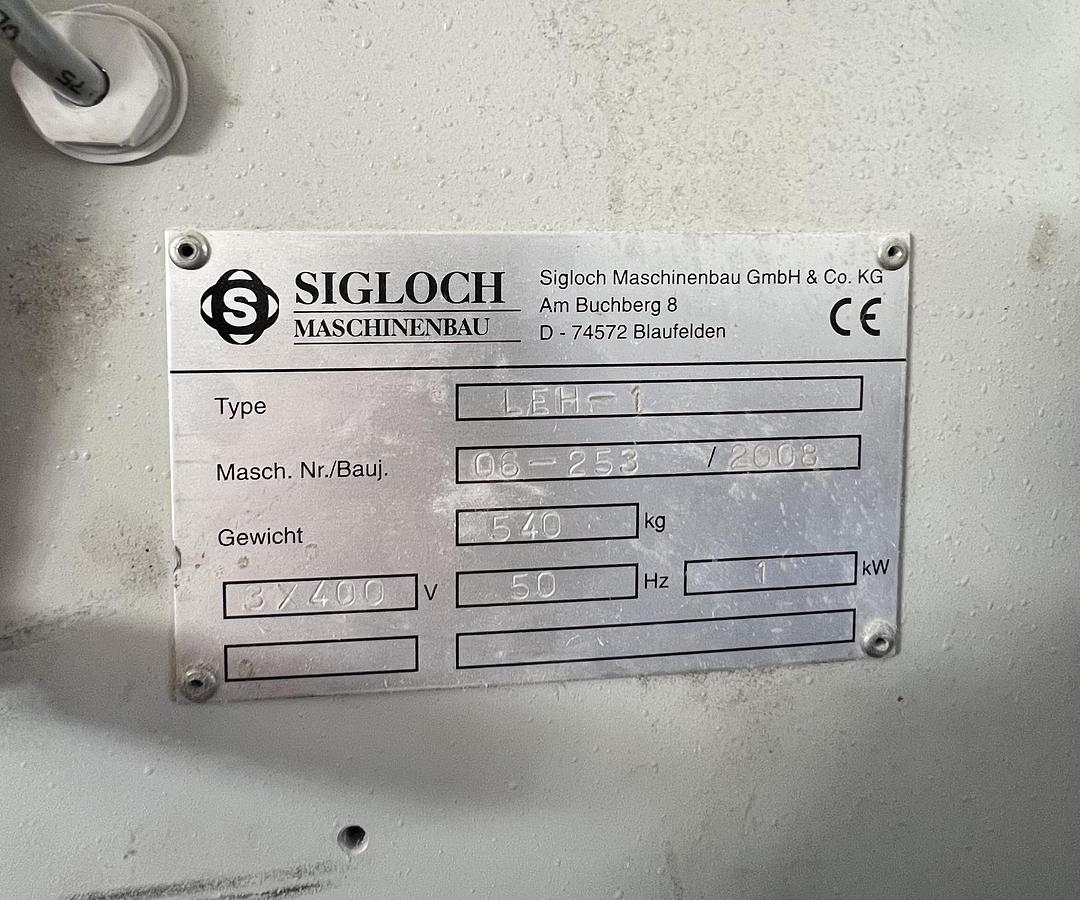 75
S
SIGLOCH
MASCHINENBAU
Sigloch Maschinenbau GmbH & Co. KG
Am Buchberg 8
D - 74572 Blaufelden
CE
Type LEH-1
Masch. Nr./Bauj. 06-253 / 2008
Gewicht 540 kg
3X400 V 50 Hz 1 kW